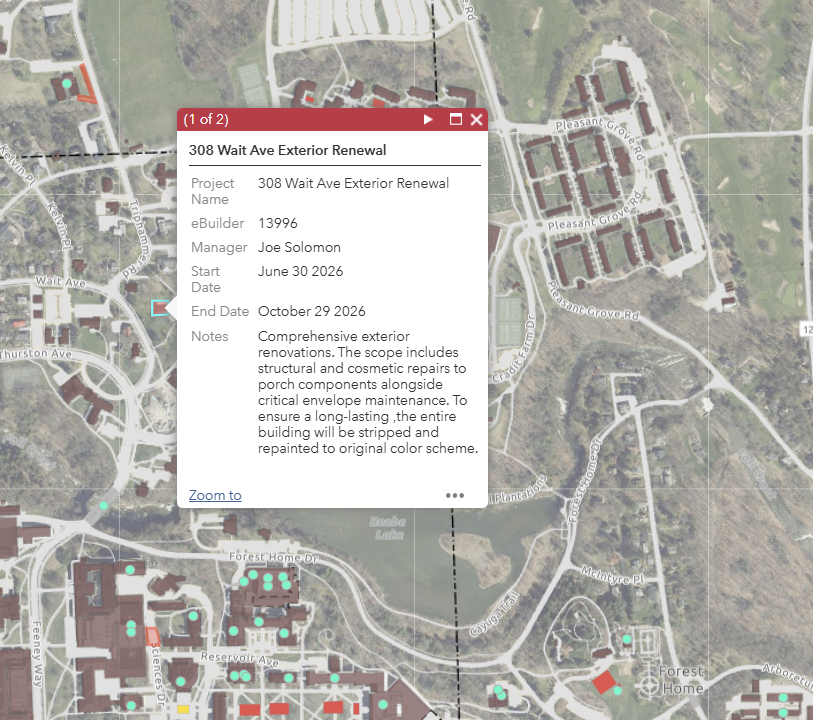 Rd
(1 of 2)
308 Wait Ave Exterior Renewal
Project
Name
308 Wait Ave Exterior Renewal
eBuilder
13996
Manager
Joe Solomon
Start
Date
June 30 2026
End Date
October 29 2026
Notes
Comprehensive exterior
renovations. The scope includes
structural and cosmetic repairs to
porch components alongside
critical envelope maintenance. To
ensure a long-lasting ,the entire
building will be stripped and
repainted to original color scheme.
Zoom to
Pleasant Grove Rd
Kelvin Pl
Kelvin Pl
Triphammer
Rd
Pleasant Grove Rd
Wait Ave
Pleasant Grove Rd
12
Thurston Ave
Cradit Farm Dr
Forest Home Dr
Plantations
Beebe
Lake
Forest Home Dr
McIntyre Pl
Cayuga Trail
Feeney Way
Sciences Dr
Reservoir Ave
Forest
Home
Arboretu